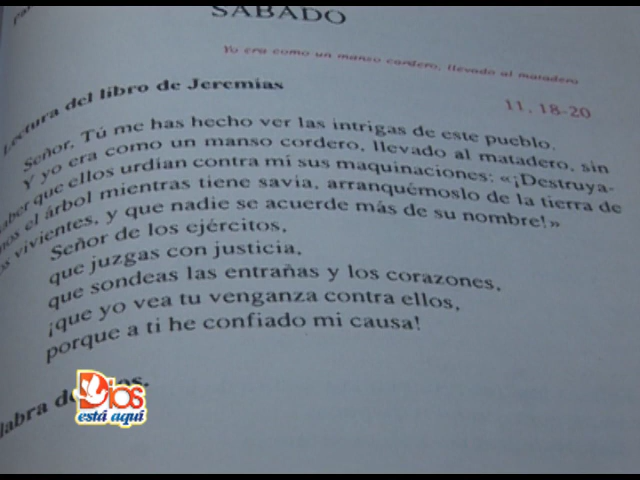 SÁBADO
Yo era como un manso cordero, llevado al matadero
Lectura del libro de Jeremías
11, 18-20
Señor, Tú me has hecho ver las intrigas de este pueblo.
Y yo era como un manso cordero, llevado al matadero, sin
saber que ellos urdían contra mí sus maquinaciones: «¡Destruya-
mos el árbol mientras tiene savia, arranquémoslo de la tierra de
los vivientes, y que nadie se acuerde más de su nombre!»
Señor de los ejércitos,
que juzgas con justicia,
que sondeas las entrañas y los corazones,
¡que yo vea tu venganza contra ellos,
porque a ti he confiado mi causa!
Palabra de Dios.
Dios
está aquí